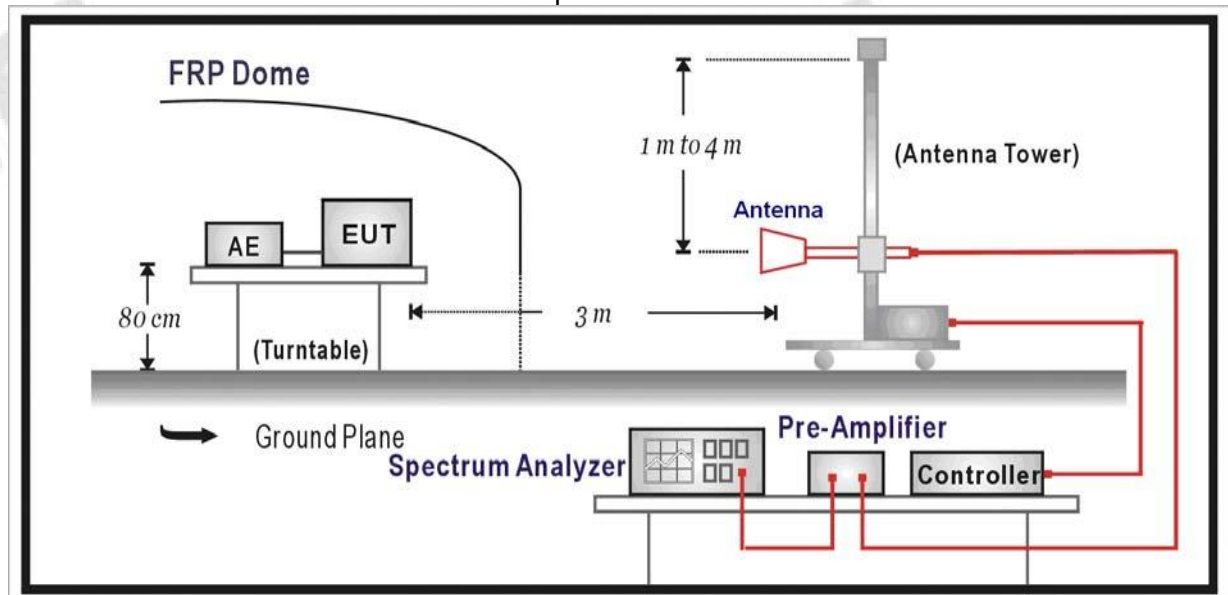 FRP Dome
1 m to 4 m
(Antenna Tower)
Antenna
AE
EUT
80 cm
3 m
(Turntable)
Ground Plane
Pre-Amplifier
Spectrum Analyzer
Controller